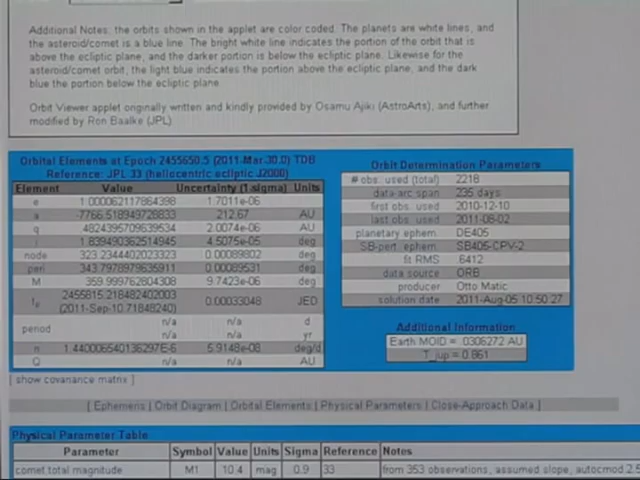 Additional Notes: the orbits shown in the applet are color coded. The planets are white lines, and
the asteroid/comet is a blue line. The bright white line indicates the portion of the orbit that is
above the ecliptic plane, and the darker portion is below the ecliptic plane. Likewise for the
asteroid/comet orbit, the light blue indicates the portion above the ecliptic plane, and the dark
blue the portion below the ecliptic plane
Orbit Viewer applet originally written and kindly provided by Osamu Ajiki (AstroArts), and further
modified by Ron Baalke (JPL)
Orbital Elements at Epoch 2455650.5 (2011-Mar-30.0) TDB
Reference: JPL 33 (heliocentric ecliptic J2000)
Element Value Uncertainty (1-sigma) Units
e 1.000062117864398 1.7011e-06
a -7766.518949728833 212.67 AU
q .4824395709639534 2.0074e-06 AU
i 1.839490362514945 4.5075e-05 deg
node 323.2344402023323 0.00089802 deg
peri 343.7978979635911 0.00089531 deg
M 359.999762804308 9.7423e-06 deg
tp 2455815.218482402003
(2011-Sep-10.71848240) 0.00033048 JED
period n/a n/a d
n/a n/a yr
n 1.440006540136297E-6 5.9148e-08 deg/d
Q n/a n/a AU
Orbit Determination Parameters
# obs. used (total) 2218
data-arc span 235 days
first obs. used 2010-12-10
last obs. used 2011-08-02
planetary ephem. DE405
SB-pert. ephem. SB405-CPV-2
fit RMS .6412
data source ORB
producer Otto Matic
solution date 2011-Aug-05 10:50:27
Additional Information
Earth MOID = .0306272 AU
T_jup = 0.861
[ show covariance matrix ]
[ Ephemeris | Orbit Diagram | Orbital Elements | Physical Parameters | Close-Approach Data ]
Physical Parameter Table
Parameter Symbol Value Units Sigma Reference Notes
comet total magnitude M1 10.4 mag 0.9 33 from 353 observations, assumed slope, autocmod 2.5